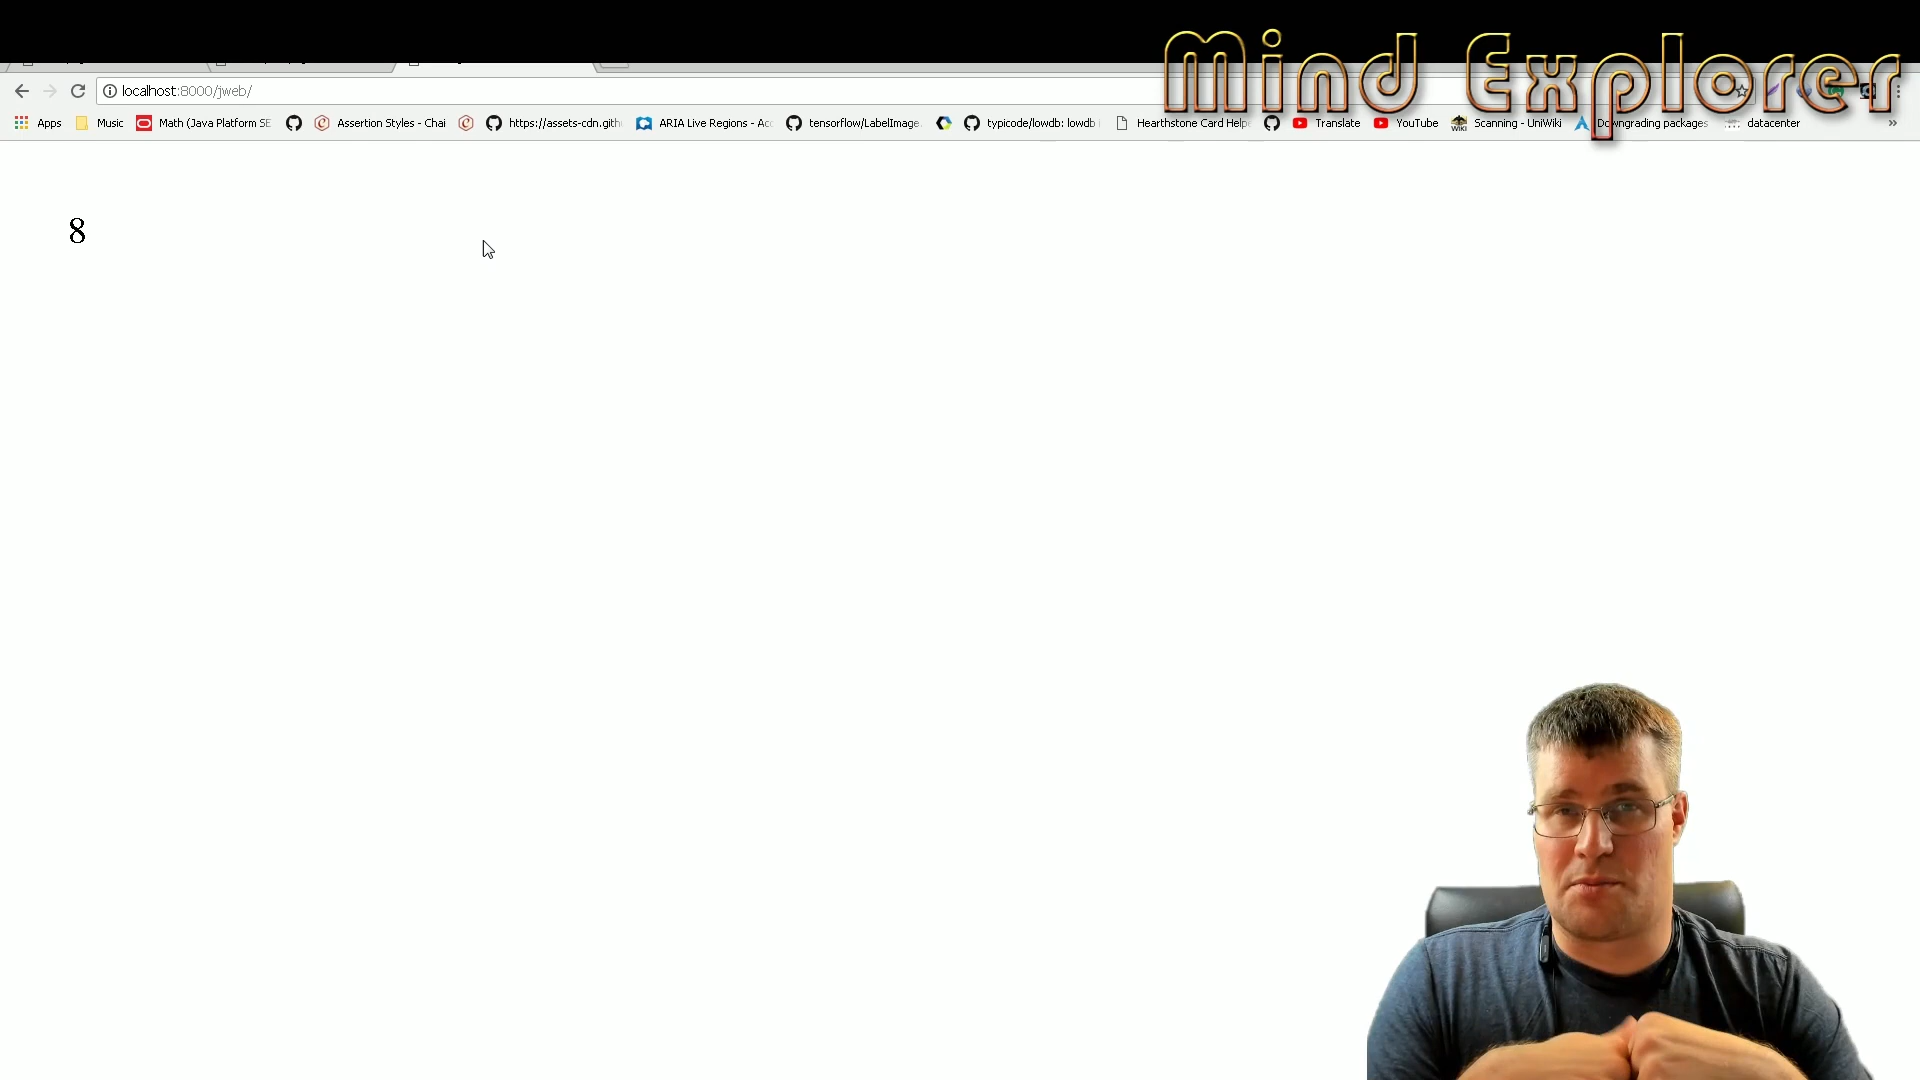 Mind Explorer
localhost:8000/jweb/
Apps Music Math (Java Platform SE Assertion Styles - Chai https://assets-cdn.gith ARIA Live Regions - Acc tensorflow/LabelImage. typicode/lowdb: lowdb i Hearthstone Card Help Translate YouTube WIKI Scanning - UniWiki Downgrading packages datacenter »
8